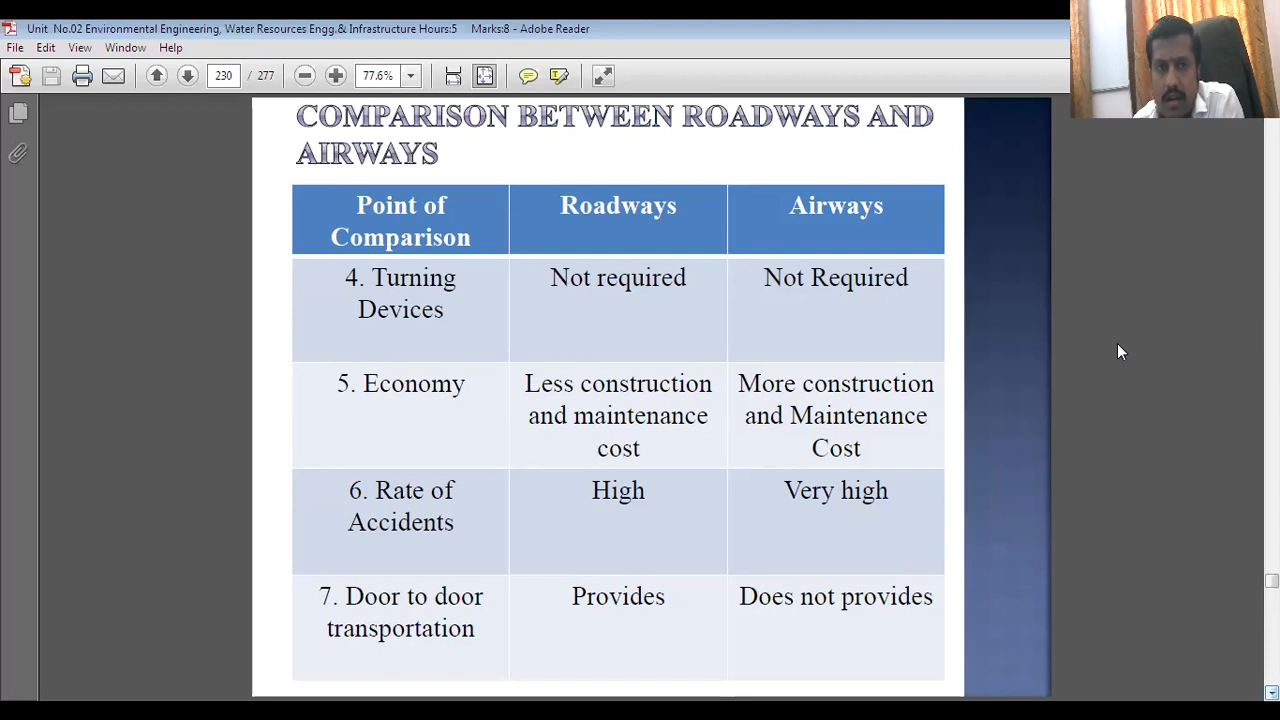 Unit No.02 Environmental Engineering, Water Resources Engg.& Infrastructure Hours:5 Marks:8 - Adobe Reader
File Edit View Window Help
230 / 277 77.6%
COMPARISON BETWEEN ROADWAYS AND
AIRWAYS
Point of
Comparison
Roadways
Airways
4. Turning
Devices
Not required
Not Required
5. Economy
Less construction
and maintenance
cost
More construction
and Maintenance
Cost
6. Rate of
Accidents
High
Very high
7. Door to door
transportation
Provides
Does not provides